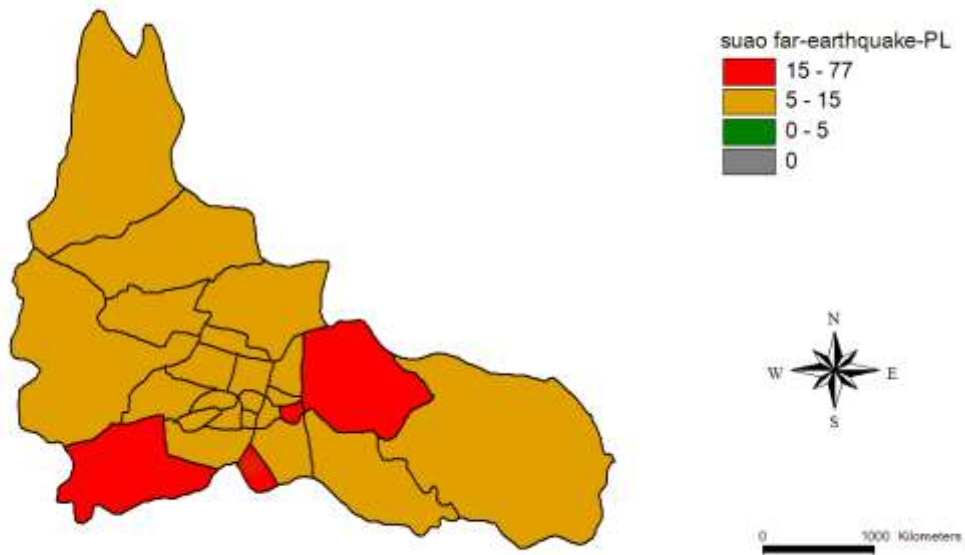 suao far-earthquake-PL
15 - 77
5 - 15
0 - 5
0
N
W E
S
0 1000 Kilometers